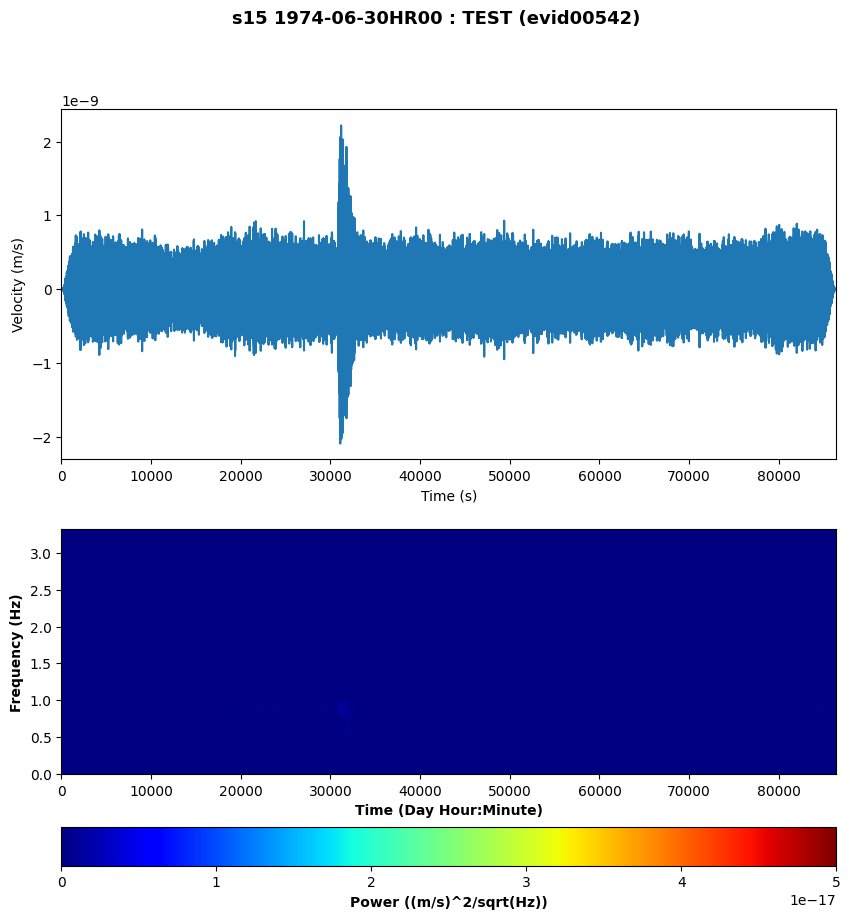 s15 1974-06-30HR00 : TEST (evid00542)
1e−9
2
1
0
−1
−2
Velocity (m/s)
0 10000 20000 30000 40000 50000 60000 70000 80000
Time (s)
3.0
2.5
2.0
1.5
1.0
0.5
0.0
Frequency (Hz)
0 10000 20000 30000 40000 50000 60000 70000 80000
Time (Day Hour:Minute)
0 1 2 3 4 5
1e−17
Power ((m/s)^2/sqrt(Hz))